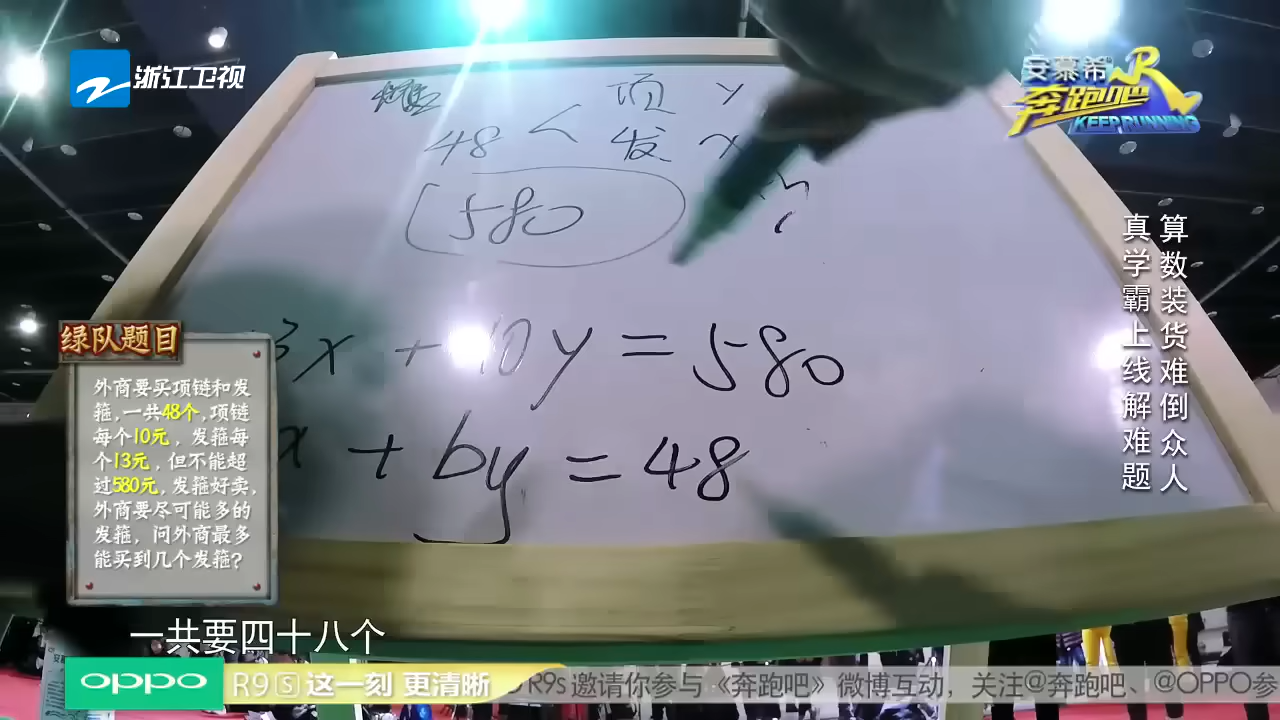 浙江卫视
安慕希
奔跑吧
KEEP RUNNING
项 y
48 < 发 x
580
3x + 10y = 580
x + by = 48
算数装货难倒众人
真学霸上线解难题
绿队题目
外商要买项链和发
箍,一共48个,项链
每个10元，发箍每
个13元，但不能超
过580元,发箍好卖,
外商要尽可能多的
发箍，问外商最多
能买到几个发箍?
一共要四十八个
oppo
R9s 这一刻 更清晰
R9s 邀请你参与《奔跑吧》微博互动，关注@奔跑吧、@OPPO参